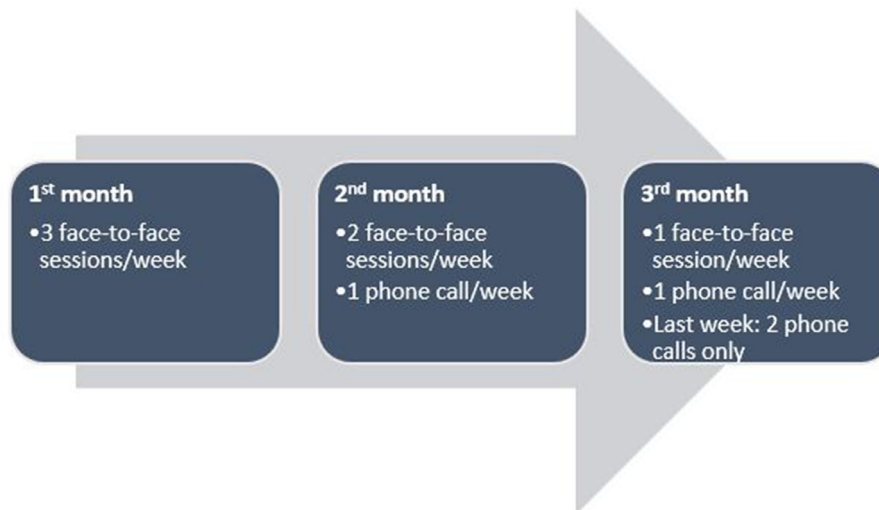 1st month
•3 face-to-face
sessions/week
2nd month
•2 face-to-face
sessions/week
•1 phone call/week
3rd month
•1 face-to-face
session/week
•1 phone call/week
•Last week: 2 phone
calls only